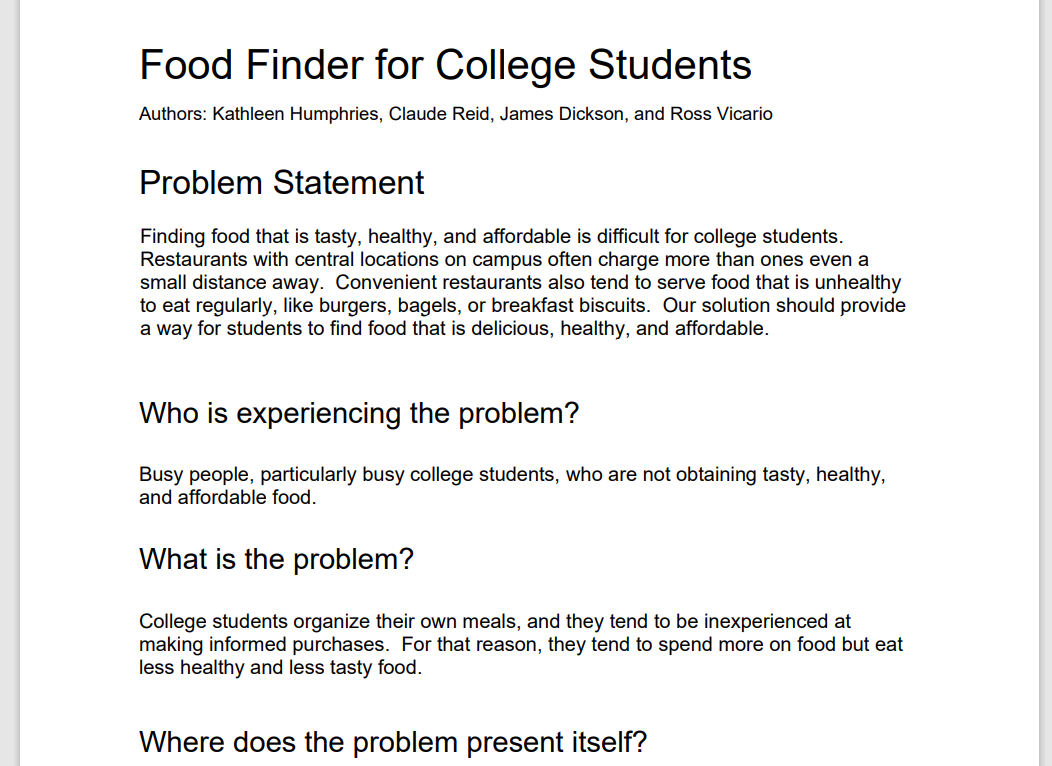 Food Finder for College Students
Authors: Kathleen Humphries, Claude Reid, James Dickson, and Ross Vicario
Problem Statement
Finding food that is tasty, healthy, and affordable is difficult for college students.
Restaurants with central locations on campus often charge more than ones even a
small distance away.  Convenient restaurants also tend to serve food that is unhealthy
to eat regularly, like burgers, bagels, or breakfast biscuits.  Our solution should provide
a way for students to find food that is delicious, healthy, and affordable.
Who is experiencing the problem?
Busy people, particularly busy college students, who are not obtaining tasty, healthy,
and affordable food.
What is the problem?
College students organize their own meals, and they tend to be inexperienced at
making informed purchases.  For that reason, they tend to spend more on food but eat
less healthy and less tasty food.
Where does the problem present itself?